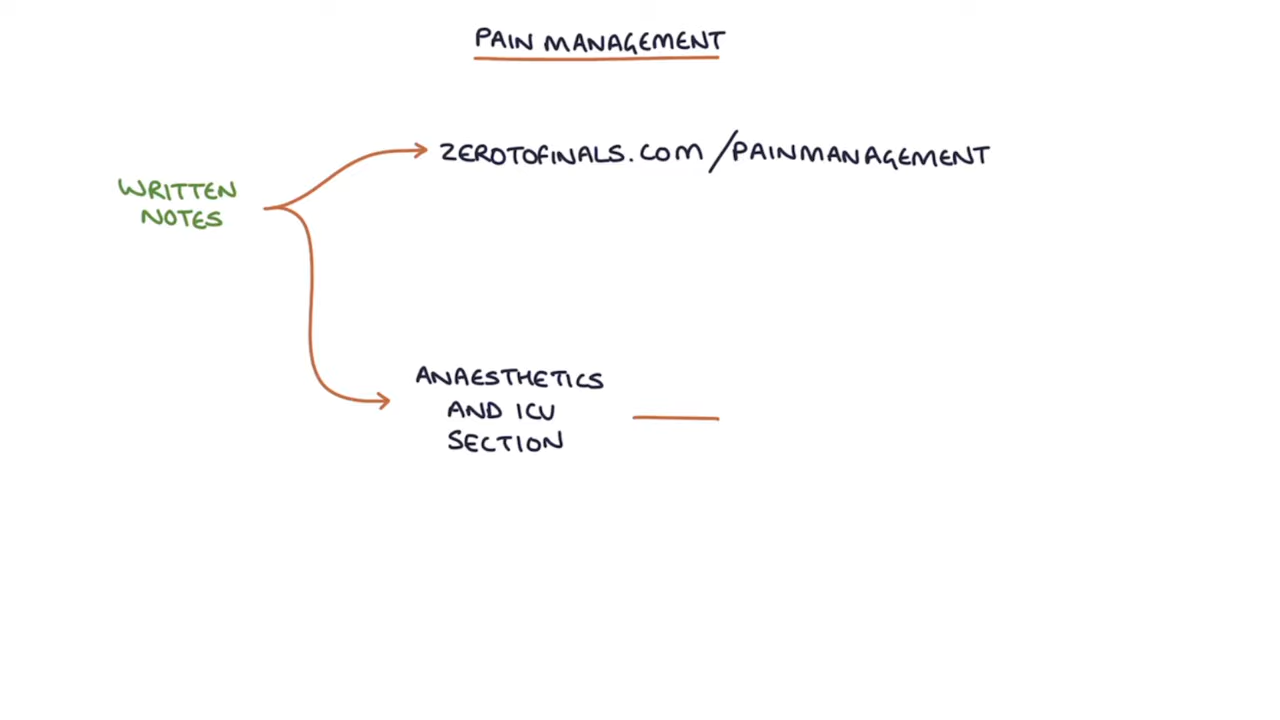 PAIN MANAGEMENT
ZEROTOFINALS.COM/PAINMANAGEMENT
WRITTEN
NOTES
ANAESTHETICS
AND ICU
SECTION